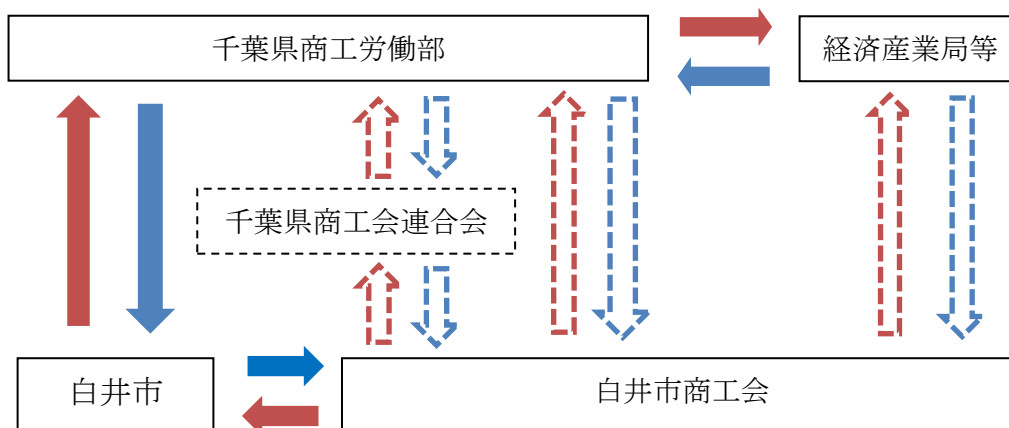 千葉県商工労働部
経済産業局等
千葉県商工会連合会
白井市
白井市商工会